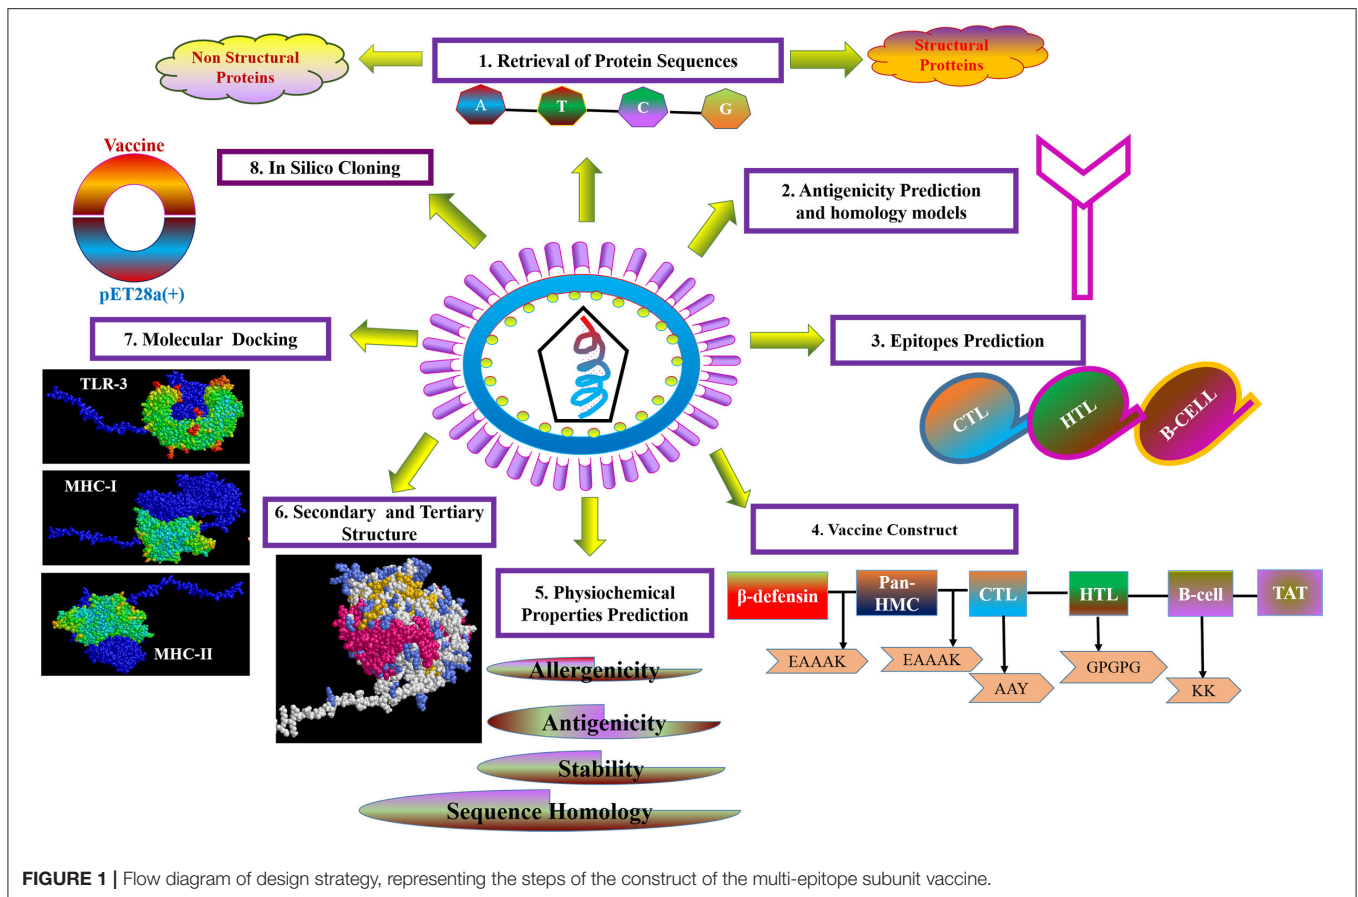 Non Structural
Proteins
1. Retrieval of Protein Sequences
Structural
Protteins
A T C G
Vaccine
pET28a(+)
8. In Silico Cloning
2. Antigenicity Prediction
and homology models
7. Molecular Docking
3. Epitopes Prediction
TLR-3
MHC-I
MHC-II
CTL
HTL
B-CELL
6. Secondary and Tertiary
Structure
4. Vaccine Construct
5. Physiochemical
Properties Prediction
β-defensin
Pan-
HMC
CTL
HTL
B-cell
TAT
EAAAK
EAAAK
AAY
GPGPG
KK
Allergenicity
Antigenicity
Stability
Sequence Homology
FIGURE 1 | Flow diagram of design strategy, representing the steps of the construct of the multi-epitope subunit vaccine.